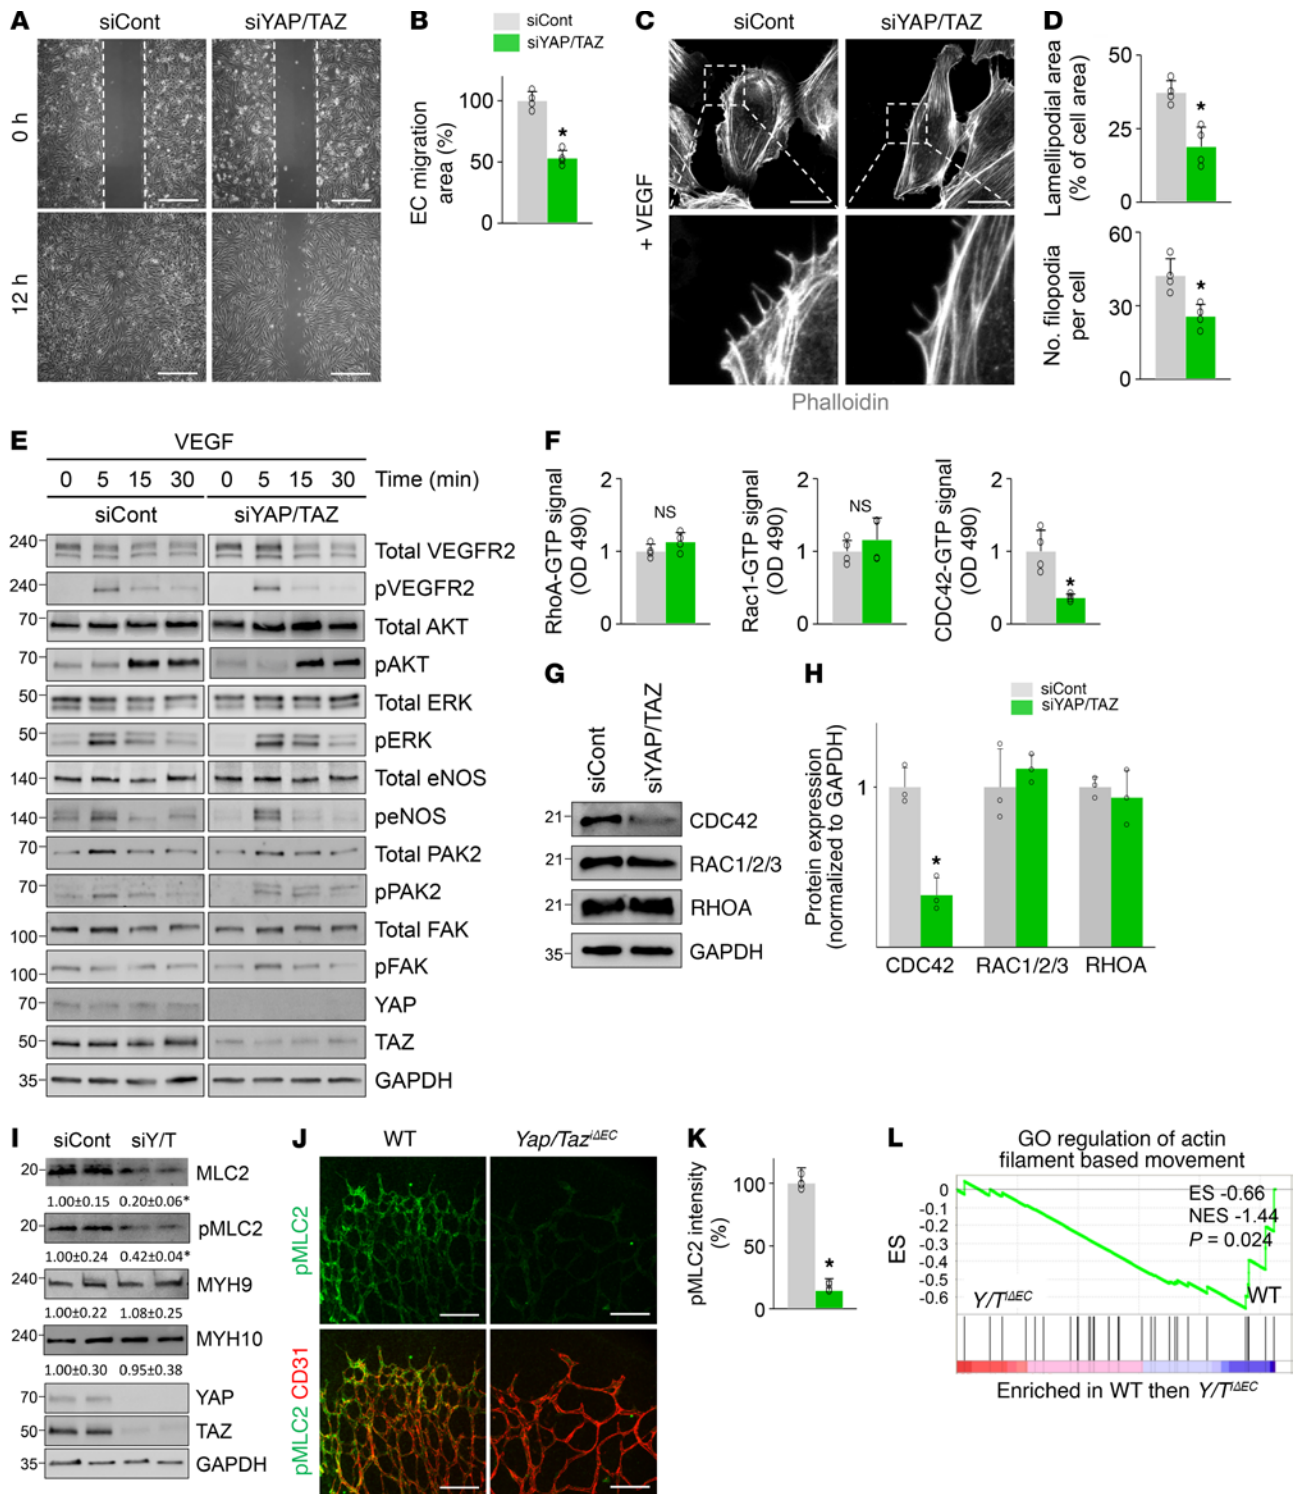 A
siCont
siYAP/TAZ
0 h
12 h
B
siCont
siYAP/TAZ
EC migration
area (%)
100
50
0
*
C
siCont
siYAP/TAZ
+ VEGF
Phalloidin
D
Lamellipodial area
(% of cell area)
50
25
0
*
No. filopodia
per cell
60
30
0
*
E
VEGF
0 5 15 30 0 5 15 30 Time (min)
siCont siYAP/TAZ
240 Total VEGFR2
240 pVEGFR2
70 Total AKT
70 pAKT
50 Total ERK
50 pERK
140 Total eNOS
140 peNOS
70 Total PAK2
70 pPAK2
100 Total FAK
100 pFAK
70 YAP
50 TAZ
35 GAPDH
F
RhoA-GTP signal
(OD 490)
2
1
0
NS
Rac1-GTP signal
(OD 490)
2
1
0
NS
CDC42-GTP signal
(OD 490)
2
1
0
*
G
siCont
siYAP/TAZ
21 CDC42
21 RAC1/2/3
21 RHOA
35 GAPDH
H
siCont
siYAP/TAZ
Protein expression
(normalized to GAPDH)
1
*
CDC42 RAC1/2/3 RHOA
I
siCont siY/T
20 MLC2
1.00±0.15 0.20±0.06*
20 pMLC2
1.00±0.24 0.42±0.04*
240 MYH9
1.00±0.22 1.08±0.25
240 MYH10
1.00±0.30 0.95±0.38
70 YAP
50 TAZ
35 GAPDH
J
WT
Yap/Taz iΔEC
pMLC2
pMLC2 CD31
K
pMLC2 intensity
(%)
100
50
0
*
L
GO regulation of actin
filament based movement
ES
0
-0.1
-0.2
-0.3
-0.4
-0.5
-0.6
ES -0.66
NES -1.44
P = 0.024
Y/T iΔEC
WT
Enriched in WT then Y/T iΔEC